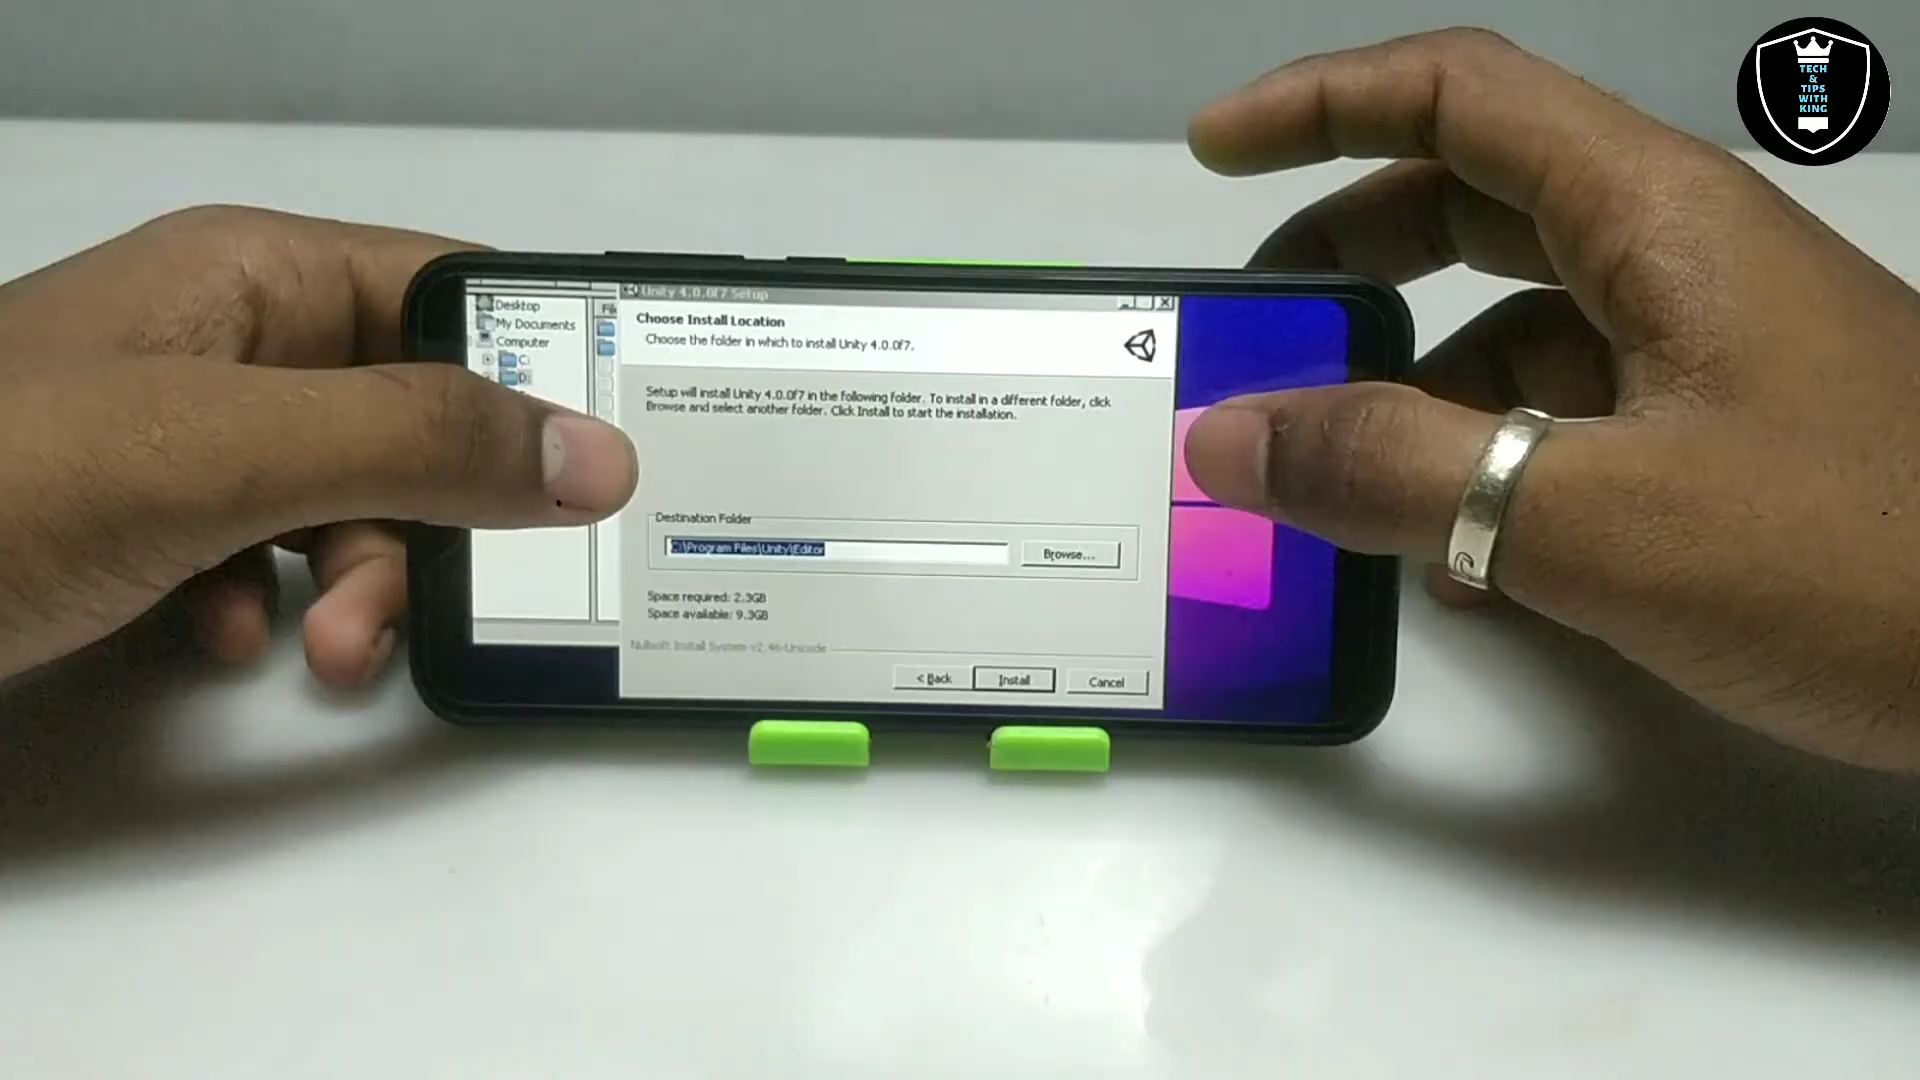 TECH
&
TIPS
WITH
KING
Unity 4.0.0f7 Setup
Desktop
My Documents
Computer
C:
D:
Choose Install Location
Choose the folder in which to install Unity 4.0.0f7.
Setup will install Unity 4.0.0f7 in the following folder. To install in a different folder, click
Browse and select another folder. Click Install to start the installation.
Destination Folder
C:\Program Files\Unity\Editor
Browse...
Space required: 2.3GB
Space available: 9.3GB
Nullsoft Install System v2.46-Unicode
< Back
Install
Cancel